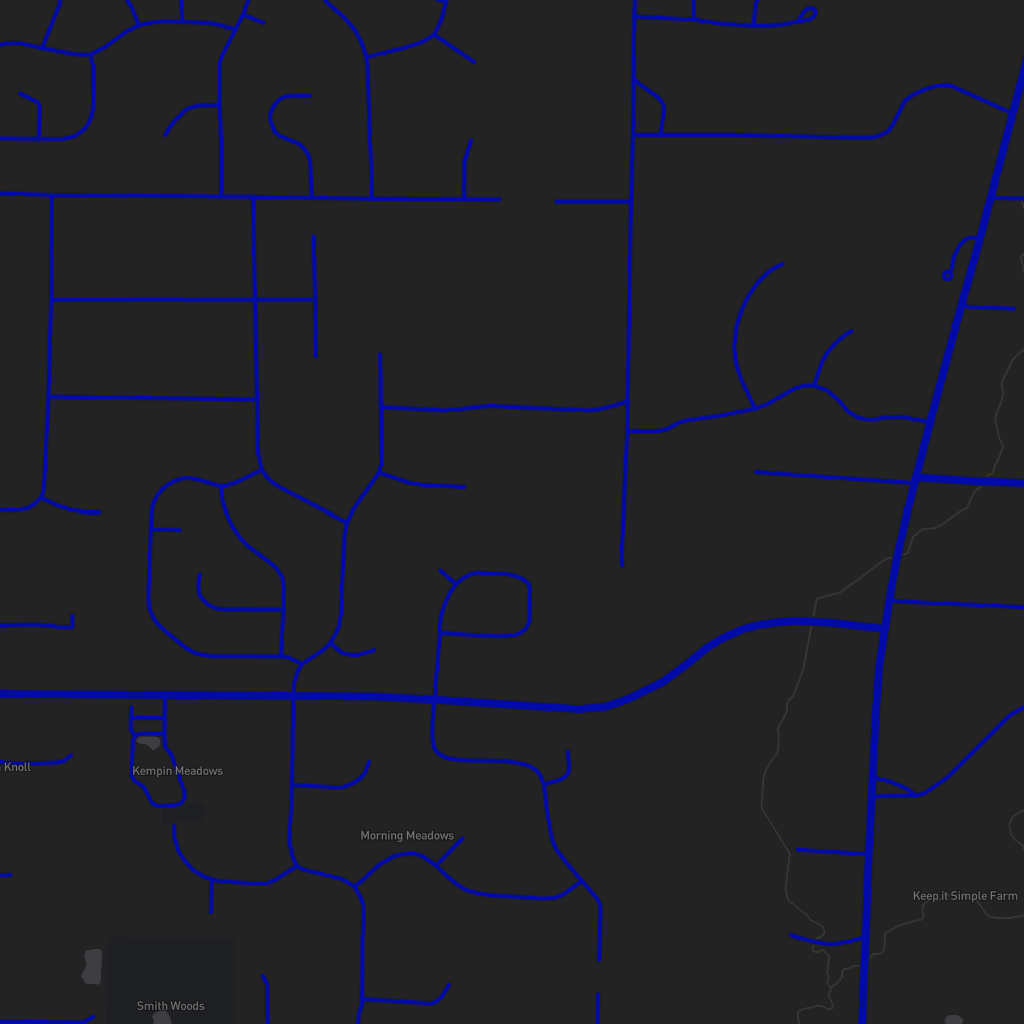 Knoll
Kempin Meadows
Morning Meadows
Keep it Simple Farm
Smith Woods